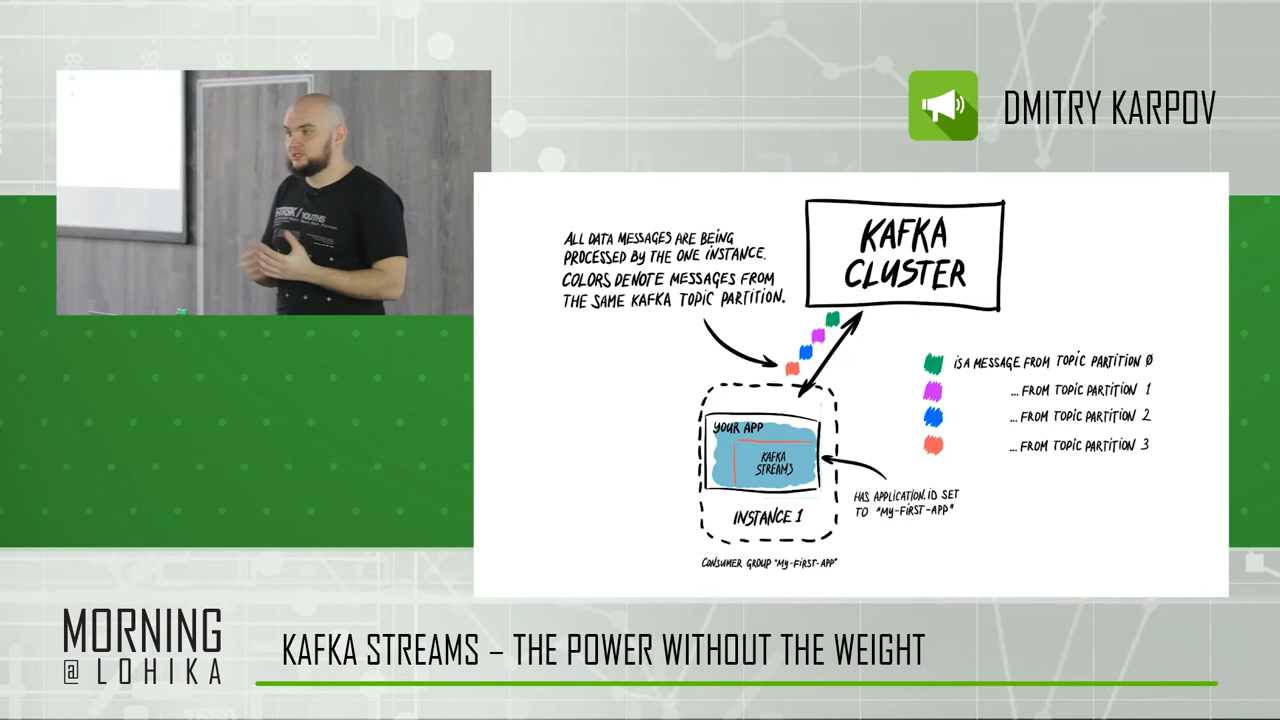 DMITRY KARPOV
YOUTHS
ALL DATA MESSAGES ARE BEING
PROCESSED BY THE ONE INSTANCE.
COLORS DENOTE MESSAGES FROM
THE SAME KAFKA TOPIC PARTITION.
KAFKA
CLUSTER
IS A MESSAGE FROM TOPIC PARTITION 0
... FROM TOPIC PARTITION 1
... FROM TOPIC PARTITION 2
... FROM TOPIC PARTITION 3
YOUR APP
KAFKA
STREAMS
HAS APPLICATION.ID SET
TO "MY-FIRST-APP"
INSTANCE 1
CONSUMER GROUP "MY-FIRST-APP"
MORNING
@ LOHIKA
KAFKA STREAMS – THE POWER WITHOUT THE WEIGHT